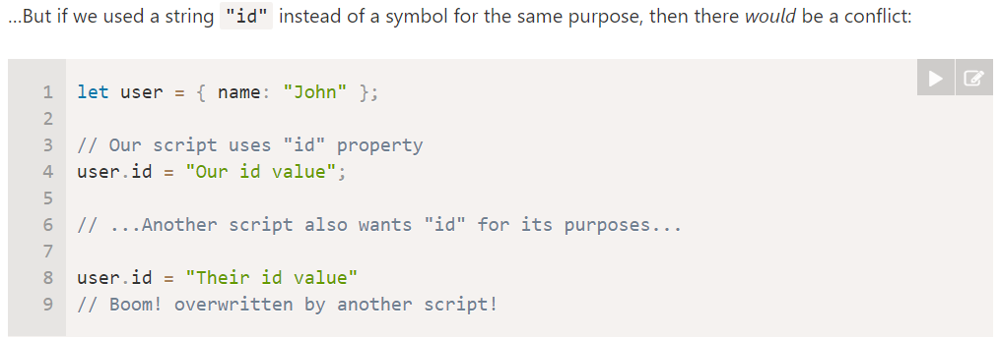 ...But if we used a string "id" instead of a symbol for the same purpose, then there would be a conflict:
1 let user = { name: "John" };
2
3 // Our script uses "id" property
4 user.id = "Our id value";
5
6 // ...Another script also wants "id" for its purposes...
7
8 user.id = "Their id value"
9 // Boom! overwritten by another script!